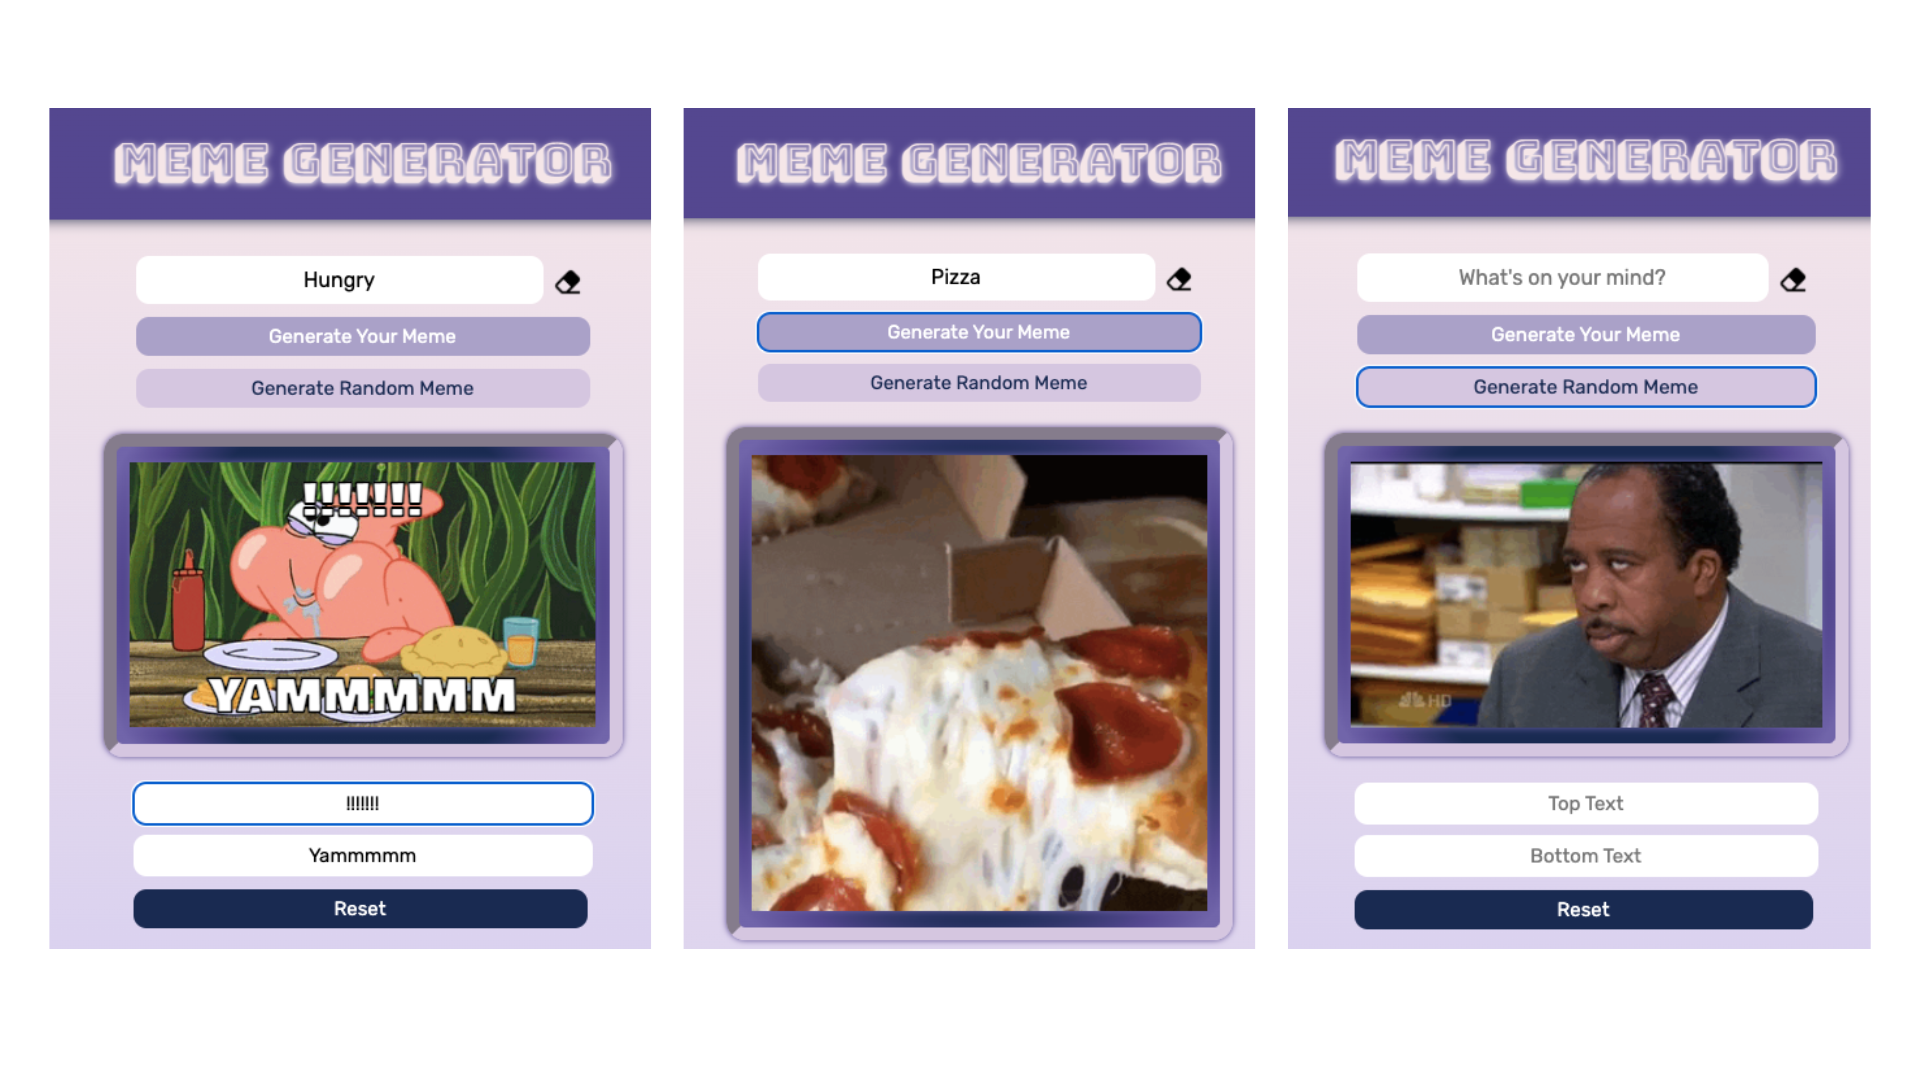 MEME GENERATOR
Hungry
Generate Your Meme
Generate Random Meme
!!!!!!!
YAMMMMM
!!!!!!!
Yammmmm
Reset
MEME GENERATOR
Pizza
Generate Your Meme
Generate Random Meme
MEME GENERATOR
What's on your mind?
Generate Your Meme
Generate Random Meme
HD
Top Text
Bottom Text
Reset